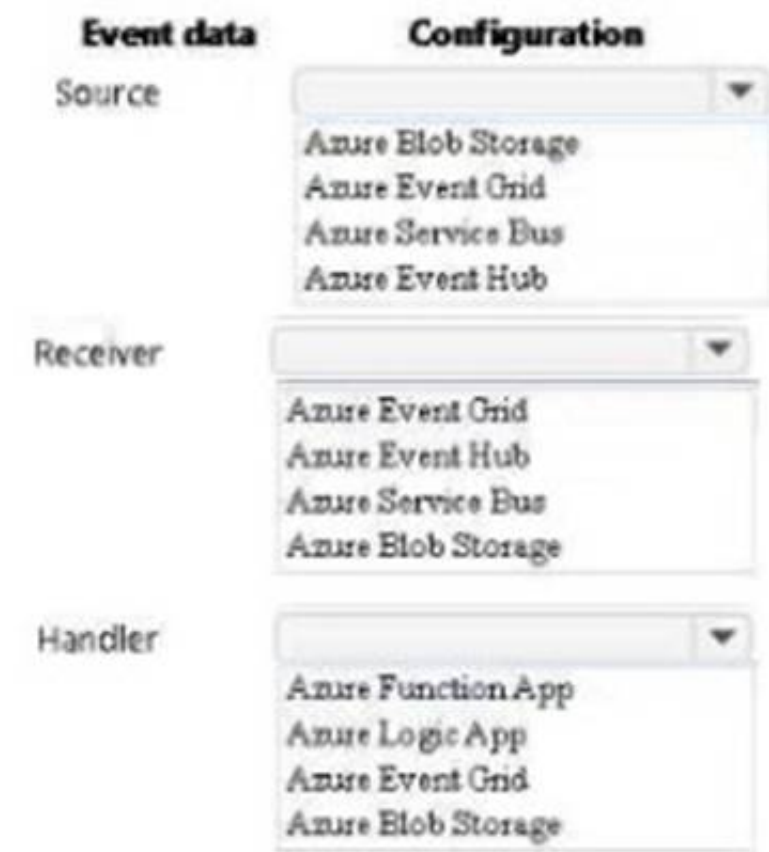 Event data Configuration
Source
Azure Blob Storage
Azure Event Grid
Azure Service Bus
Azure Event Hub
Receiver
Azure Event Grid
Azure Event Hub
Azure Service Bus
Azure Blob Storage
Handler
Azure Function App
Azure Logic App
Azure Event Grid
Azure Blob Storage